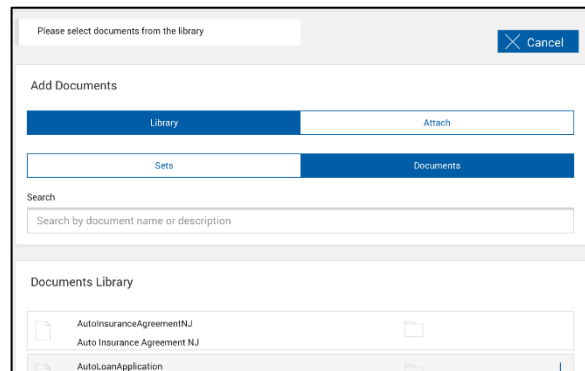 Please select documents from the library
Cancel
Add Documents
Library
Attach
Sets
Documents
Search
Search by document name or description
Documents Library
AutoInsuranceAgreementNJ
Auto Insurance Agreement NJ
AutoLoanApplication